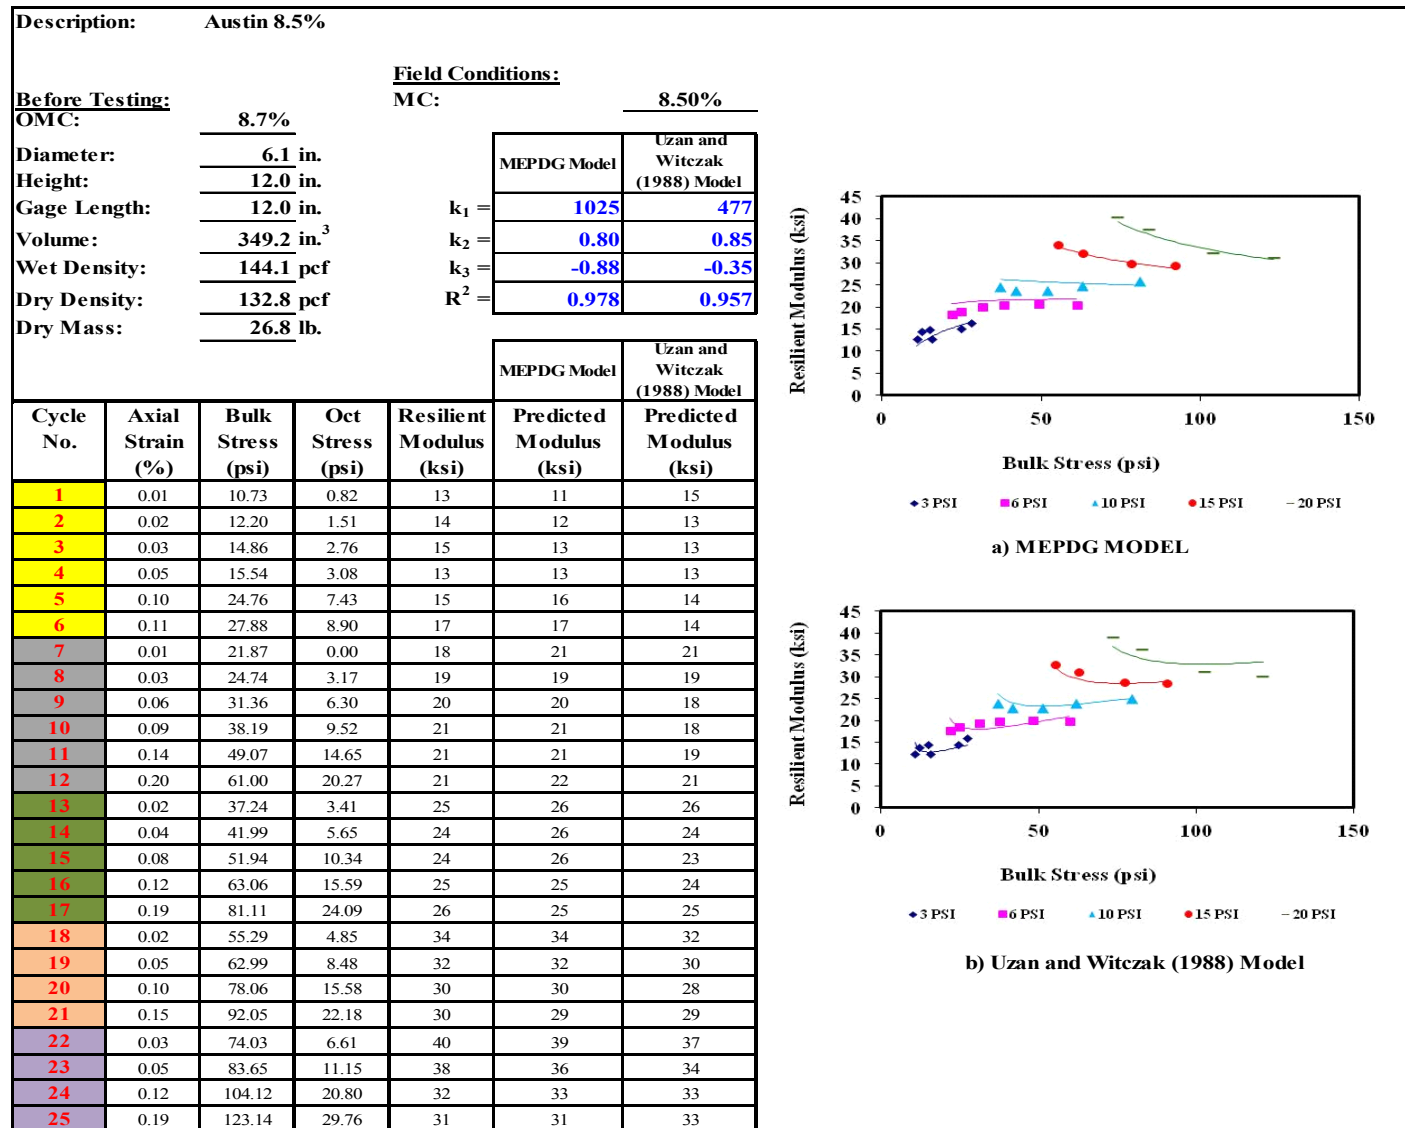 Description: Austin 8.5%
Field Conditions:
Before Testing: MC: 8.50%
OMC: 8.7%
Diameter: 6.1 in.
Height: 12.0 in.
Gage Length: 12.0 in.
Volume: 349.2 in.³
Wet Density: 144.1 pcf
Dry Density: 132.8 pcf
Dry Mass: 26.8 lb.
MEPDG Model Uzan and
Witczak
(1988) Model
k₁ = 1025 477
k₂ = 0.80 0.85
k₃ = -0.88 -0.35
R² = 0.978 0.957
MEPDG Model Uzan and
Witczak
(1988) Model
Cycle Axial Bulk Oct Resilient Predicted Predicted
No. Strain Stress Stress Modulus Modulus Modulus
(%) (psi) (psi) (ksi) (ksi) (ksi)
1 0.01 10.73 0.82 13 11 15
2 0.02 12.20 1.51 14 12 13
3 0.03 14.86 2.76 15 13 13
4 0.05 15.54 3.08 13 13 13
5 0.10 24.76 7.43 15 16 14
6 0.11 27.88 8.90 17 17 14
7 0.01 21.87 0.00 18 21 21
8 0.03 24.74 3.17 19 19 19
9 0.06 31.36 6.30 20 20 18
10 0.09 38.19 9.52 21 21 18
11 0.14 49.07 14.65 21 21 19
12 0.20 61.00 20.27 21 22 21
13 0.02 37.24 3.41 25 26 26
14 0.04 41.99 5.65 24 26 24
15 0.08 51.94 10.34 24 26 23
16 0.12 63.06 15.59 25 25 24
17 0.19 81.11 24.09 26 25 25
18 0.02 55.29 4.85 34 34 32
19 0.05 62.99 8.48 32 32 30
20 0.10 78.06 15.58 30 30 28
21 0.15 92.05 22.18 30 29 29
22 0.03 74.03 6.61 40 39 37
23 0.05 83.65 11.15 38 36 34
24 0.12 104.12 20.80 32 33 33
25 0.19 123.14 29.76 31 31 33
Resilient Modulus (ksi)
45
40
35
30
25
20
15
10
5
0
0 50 100 150
Bulk Stress (psi)
3 PSI 6 PSI 10 PSI 15 PSI 20 PSI
a) MEPDG MODEL
Resilient Modulus (ksi)
45
40
35
30
25
20
15
10
5
0
0 50 100 150
Bulk Stress (psi)
3 PSI 6 PSI 10 PSI 15 PSI 20 PSI
b) Uzan and Witczak (1988) Model